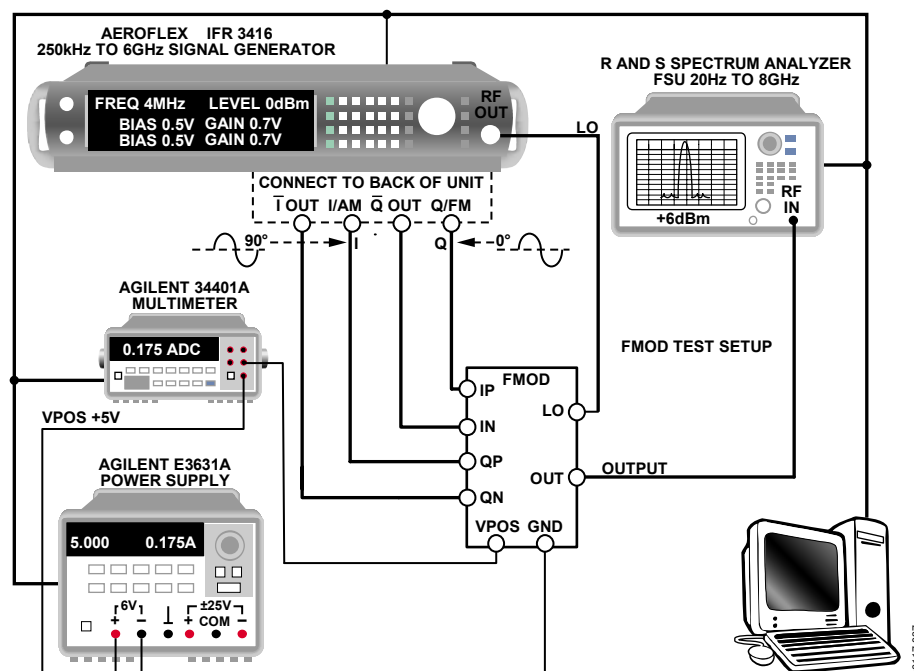 AEROFLEX IFR 3416
250kHz TO 6GHz SIGNAL GENERATOR
R AND S SPECTRUM ANALYZER
FSU 20Hz TO 8GHz
FREQ 4MHz LEVEL 0dBm
BIAS 0.5V GAIN 0.7V
BIAS 0.5V GAIN 0.7V
RF
OUT
LO
+6dBm
RF
IN
CONNECT TO BACK OF UNIT
I̅ OUT I/AM Q̅ OUT Q/FM
90° I Q 0°
AGILENT 34401A
MULTIMETER
0.175 ADC
FMOD TEST SETUP
VPOS +5V
FMOD
IP
LO
IN
QP
OUT
OUTPUT
QN
VPOS GND
AGILENT E3631A
POWER SUPPLY
5.000 0.175A
6V ±25V
+ – ⊥ + COM –